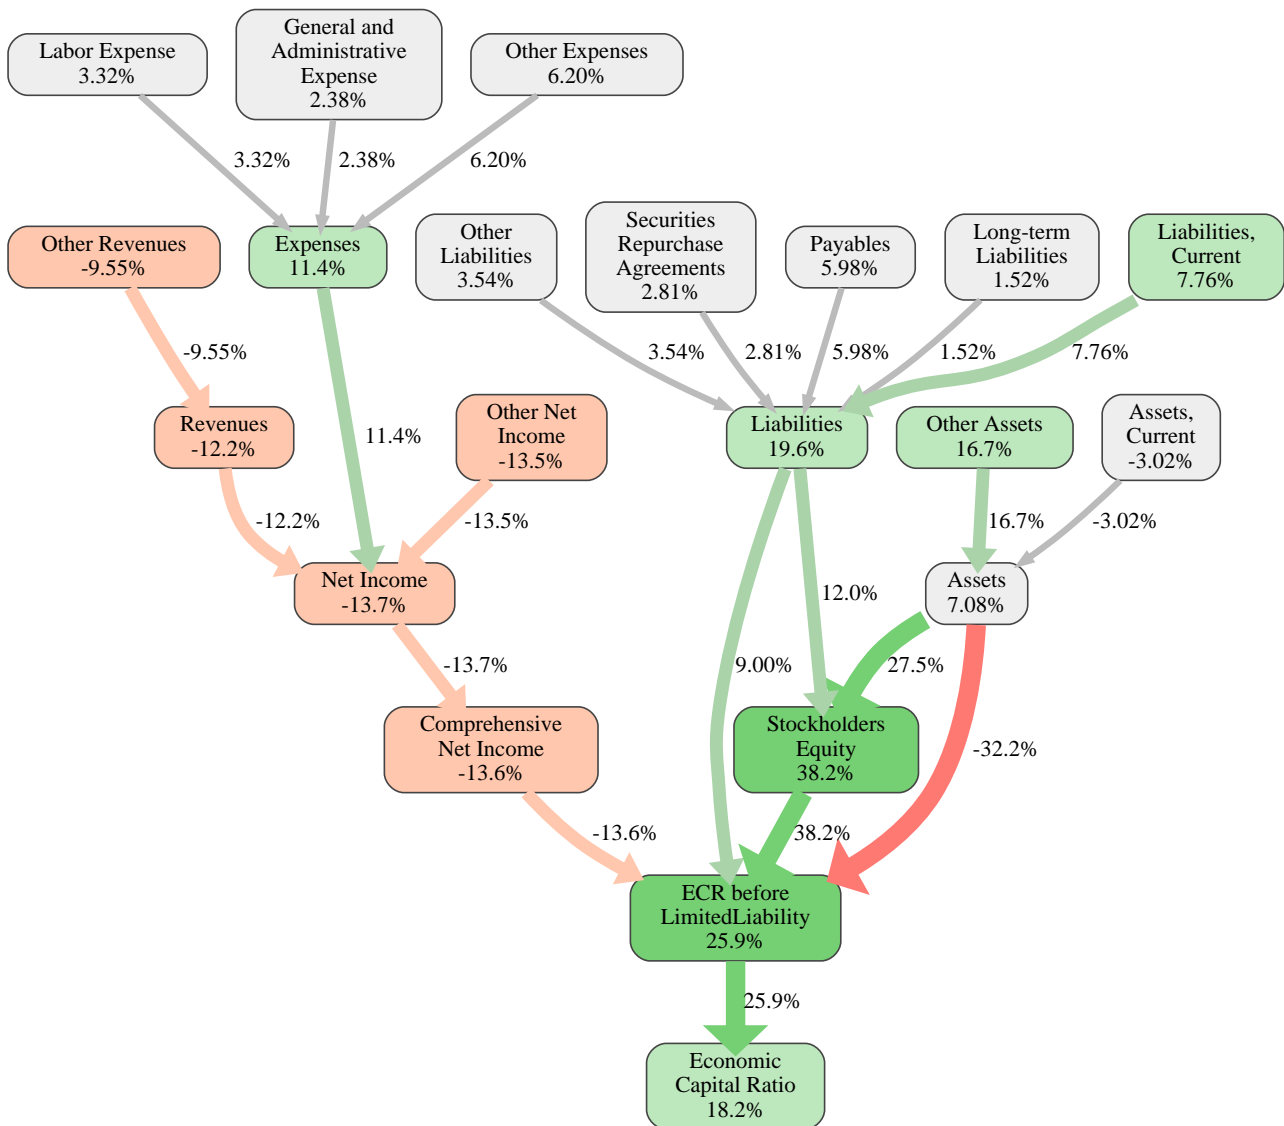 Labor Expense
3.32%
General and
Administrative
Expense
2.38%
Other Expenses
6.20%
3.32%
2.38%
6.20%
Other Revenues
-9.55%
Expenses
11.4%
Other
Liabilities
3.54%
Securities
Repurchase
Agreements
2.81%
Payables
5.98%
Long-term
Liabilities
1.52%
Liabilities,
Current
7.76%
-9.55%
3.54%
2.81%
5.98%
1.52%
7.76%
Revenues
-12.2%
11.4%
Other Net
Income
-13.5%
Liabilities
19.6%
Other Assets
16.7%
Assets,
Current
-3.02%
-12.2%
-13.5%
16.7%
-3.02%
Net Income
-13.7%
12.0%
Assets
7.08%
-13.7%
9.00%
27.5%
Comprehensive
Net Income
-13.6%
Stockholders
Equity
38.2%
-32.2%
-13.6%
38.2%
ECR before
LimitedLiability
25.9%
25.9%
Economic
Capital Ratio
18.2%